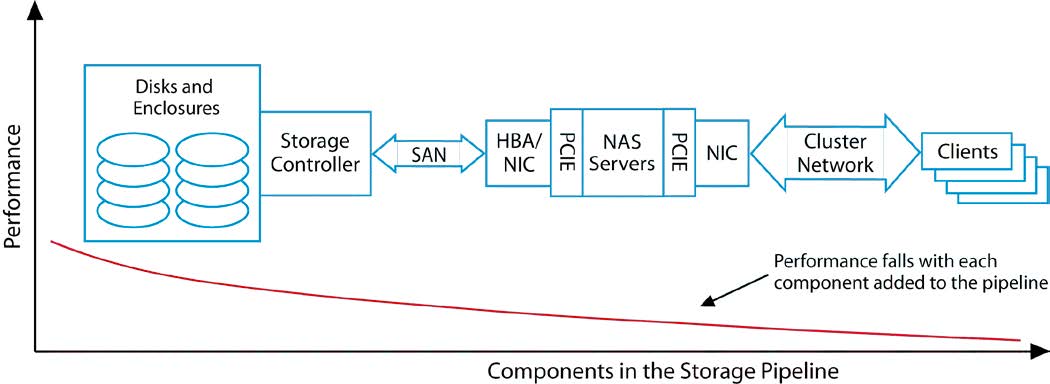 Performance
Disks and
Enclosures
Storage
Controller
SAN
HBA/
NIC
PCIE
NAS
Servers
PCIE
NIC
Cluster
Network
Clients
Performance falls with each
component added to the pipeline
Components in the Storage Pipeline